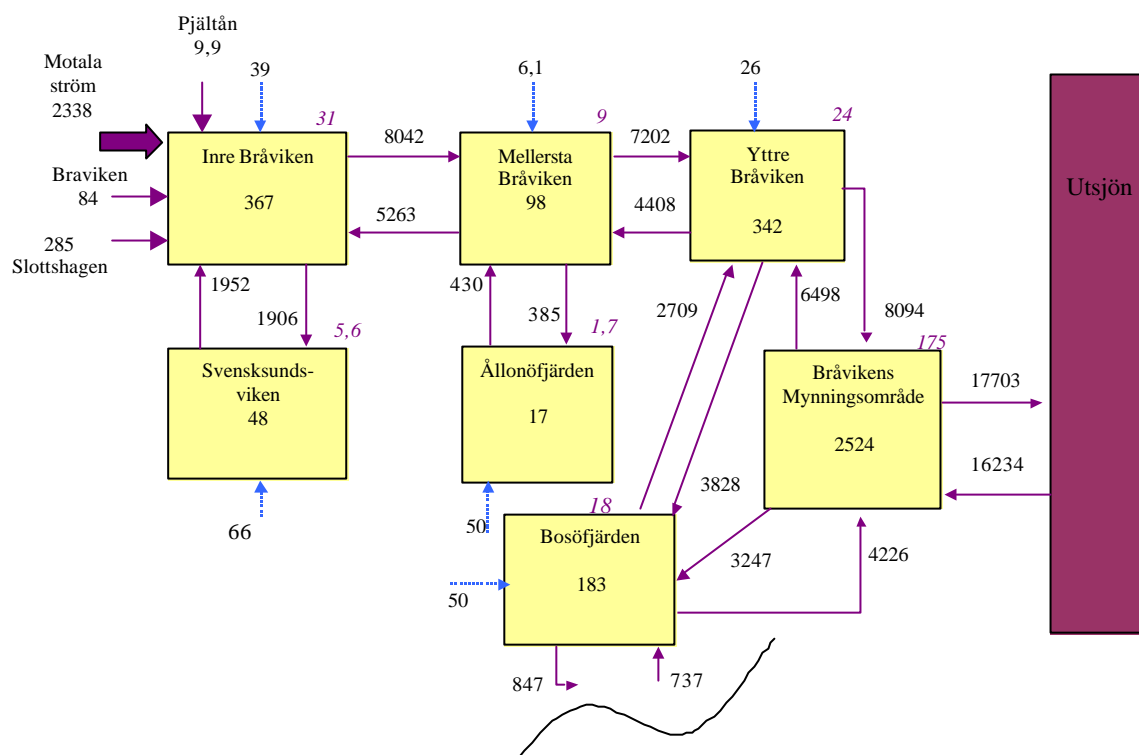 Pjältån
9,9
Motala
ström
2338
39
6,1
26
31
9
24
Inre Bråviken
367
8042
5263
Mellersta
Bråviken
98
7202
4408
Yttre
Bråviken
342
Utsjön
Braviken
84
285
Slottshagen
1952
1906
430
385
2709
6498
8094
5,6
1,7
175
Svensksunds-
viken
48
Ållonöfjärden
17
Bråvikens
Mynningsområde
2524
17703
16234
3828
66
50
18
Bosöfjärden
183
3247
4226
50
847
737